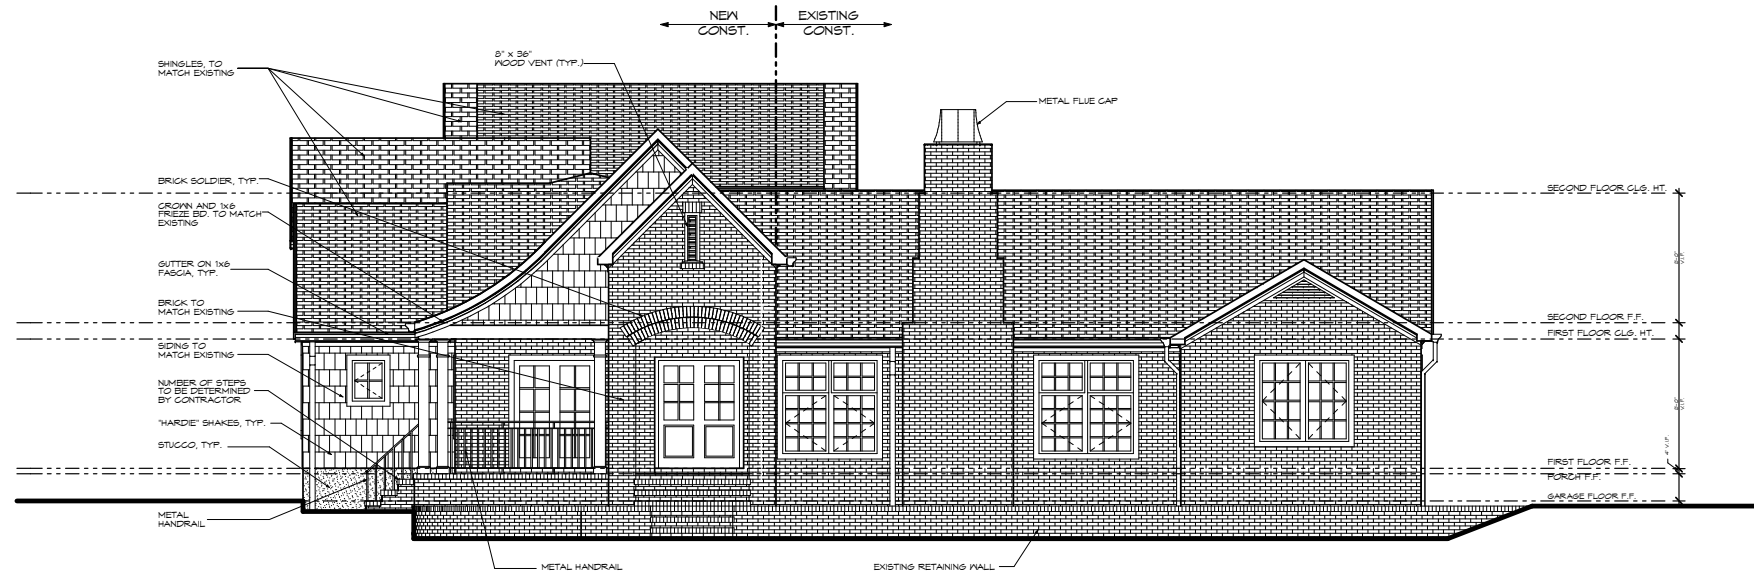 NEW
CONST.
EXISTING
CONST.
SHINGLES, TO
MATCH EXISTING
8" x 36"
WOOD VENT (TYP.)
METAL FLUE CAP
BRICK SOLDIER, TYP.
CROWN AND 1x6
FRIEZE BD. TO MATCH
EXISTING
GUTTER ON 1x6
FASCIA, TYP.
BRICK TO
MATCH EXISTING
SIDING TO
MATCH EXISTING
NUMBER OF STEPS
TO BE DETERMINED
BY CONTRACTOR
"HARDIE" SHAKES, TYP.
STUCCO, TYP.
METAL
HANDRAIL
METAL HANDRAIL
EXISTING RETAINING WALL
SECOND FLOOR CLG. HT.
SECOND FLOOR F.F.
FIRST FLOOR CLG. HT.
FIRST FLOOR F.F.
PORCH F.F.
GARAGE FLOOR F.F.
V.I.F.
V.I.F.
V.I.F.